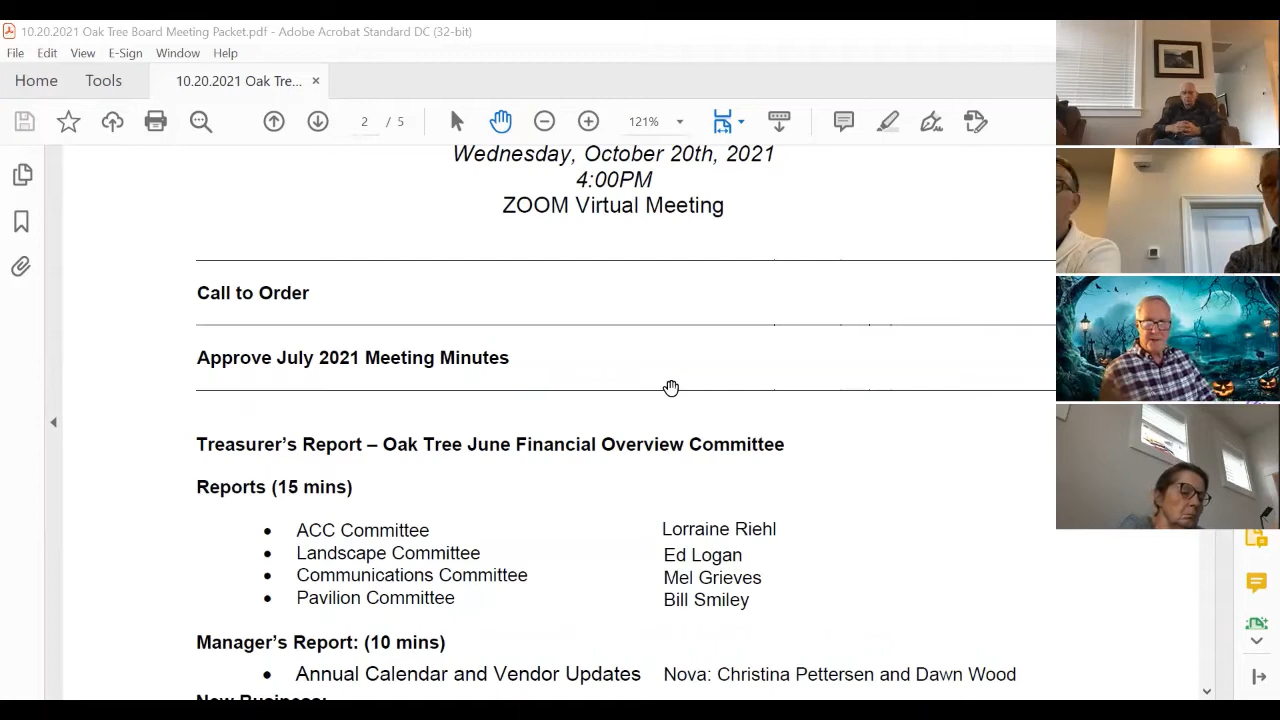 10.20.2021 Oak Tree Board Meeting Packet.pdf - Adobe Acrobat Standard DC (32-bit)
File Edit View E-Sign Window Help
Home Tools 10.20.2021 Oak Tre... ×
2 / 5 121%
Wednesday, October 20th, 2021
4:00PM
ZOOM Virtual Meeting
Call to Order
Approve July 2021 Meeting Minutes
Treasurer's Report – Oak Tree June Financial Overview Committee
Reports (15 mins)
• ACC Committee Lorraine Riehl
• Landscape Committee Ed Logan
• Communications Committee Mel Grieves
• Pavilion Committee Bill Smiley
Manager's Report: (10 mins)
• Annual Calendar and Vendor Updates Nova: Christina Pettersen and Dawn Wood
New Business: